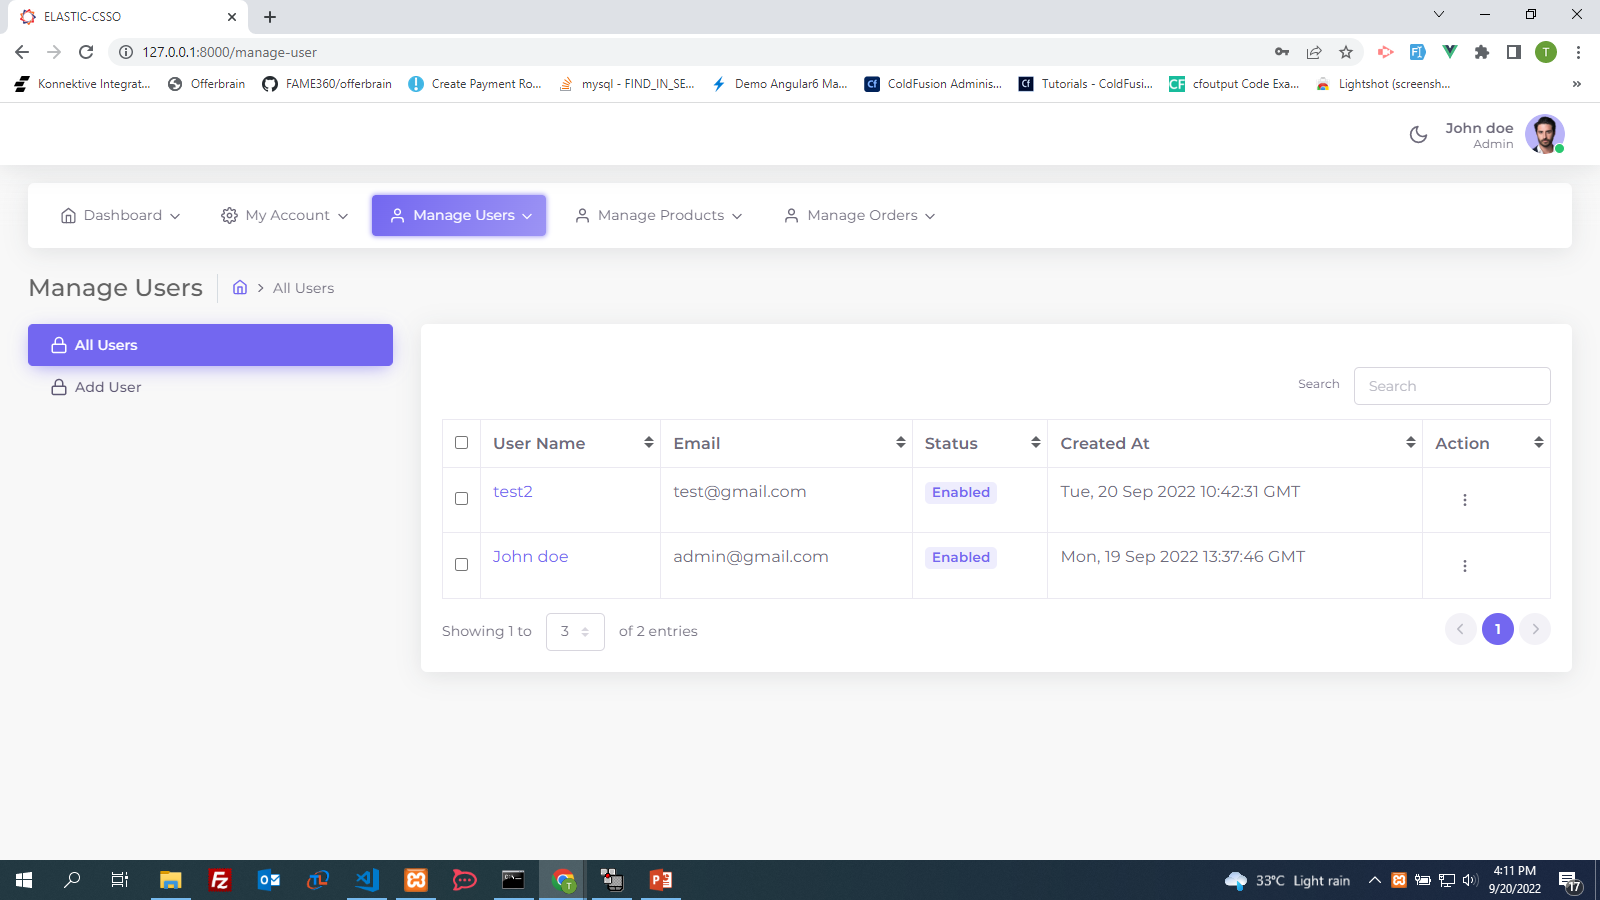 ELASTIC-CSSO
127.0.0.1:8000/manage-user
T
Konnektive Integrat...
Offerbrain
FAME360/offerbrain
Create Payment Ro...
mysql - FIND_IN_SE...
Demo Angular6 Ma...
Cf
ColdFusion Adminis...
Cf
Tutorials - ColdFusi...
CF
cfoutput Code Exa...
Lightshot (screensh...
»
John doe
Admin
Dashboard
My Account
Manage Users
Manage Products
Manage Orders
Manage Users
All Users
All Users
Add User
Search
Search
User Name
Email
Status
Created At
Action
test2
test@gmail.com
Enabled
Tue, 20 Sep 2022 10:42:31 GMT
John doe
admin@gmail.com
Enabled
Mon, 19 Sep 2022 13:37:46 GMT
Showing 1 to
3
of 2 entries
1
33°C Light rain
4:11 PM
9/20/2022
17